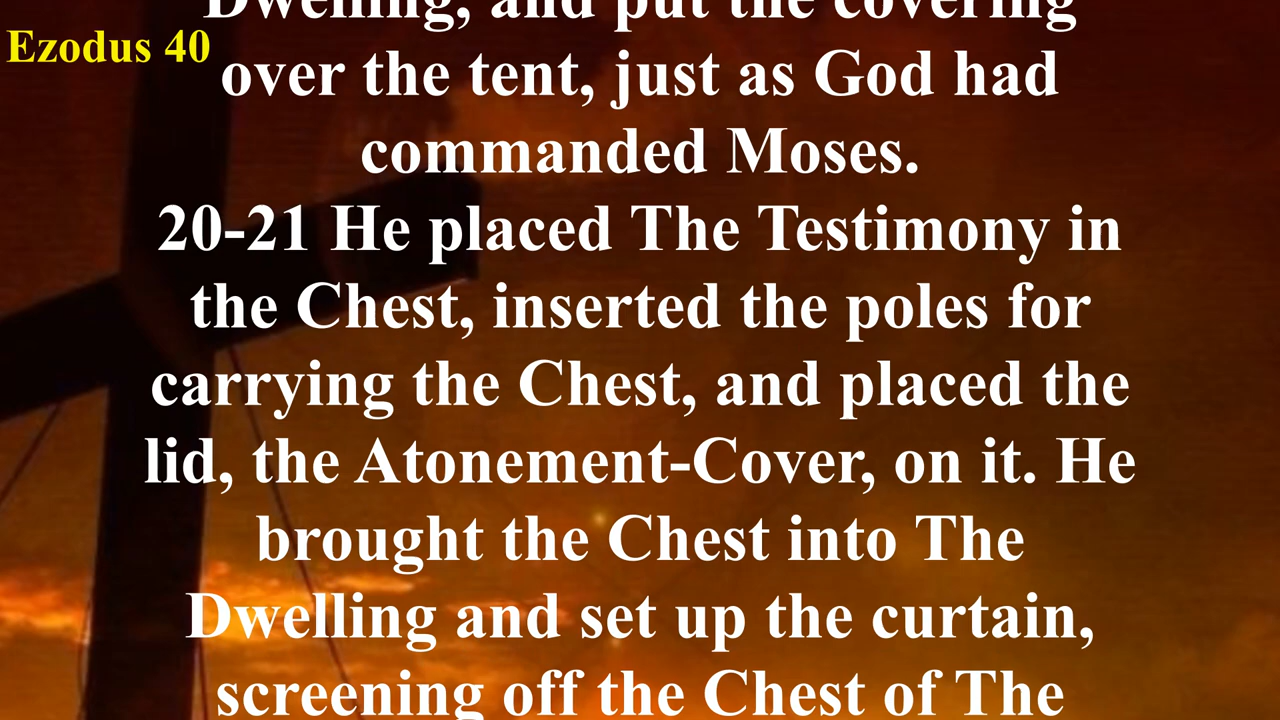 Ezodus 40
Dwelling, and put the covering
over the tent, just as God had
commanded Moses.
20-21 He placed The Testimony in
the Chest, inserted the poles for
carrying the Chest, and placed the
lid, the Atonement-Cover, on it. He
brought the Chest into The
Dwelling and set up the curtain,
screening off the Chest of The